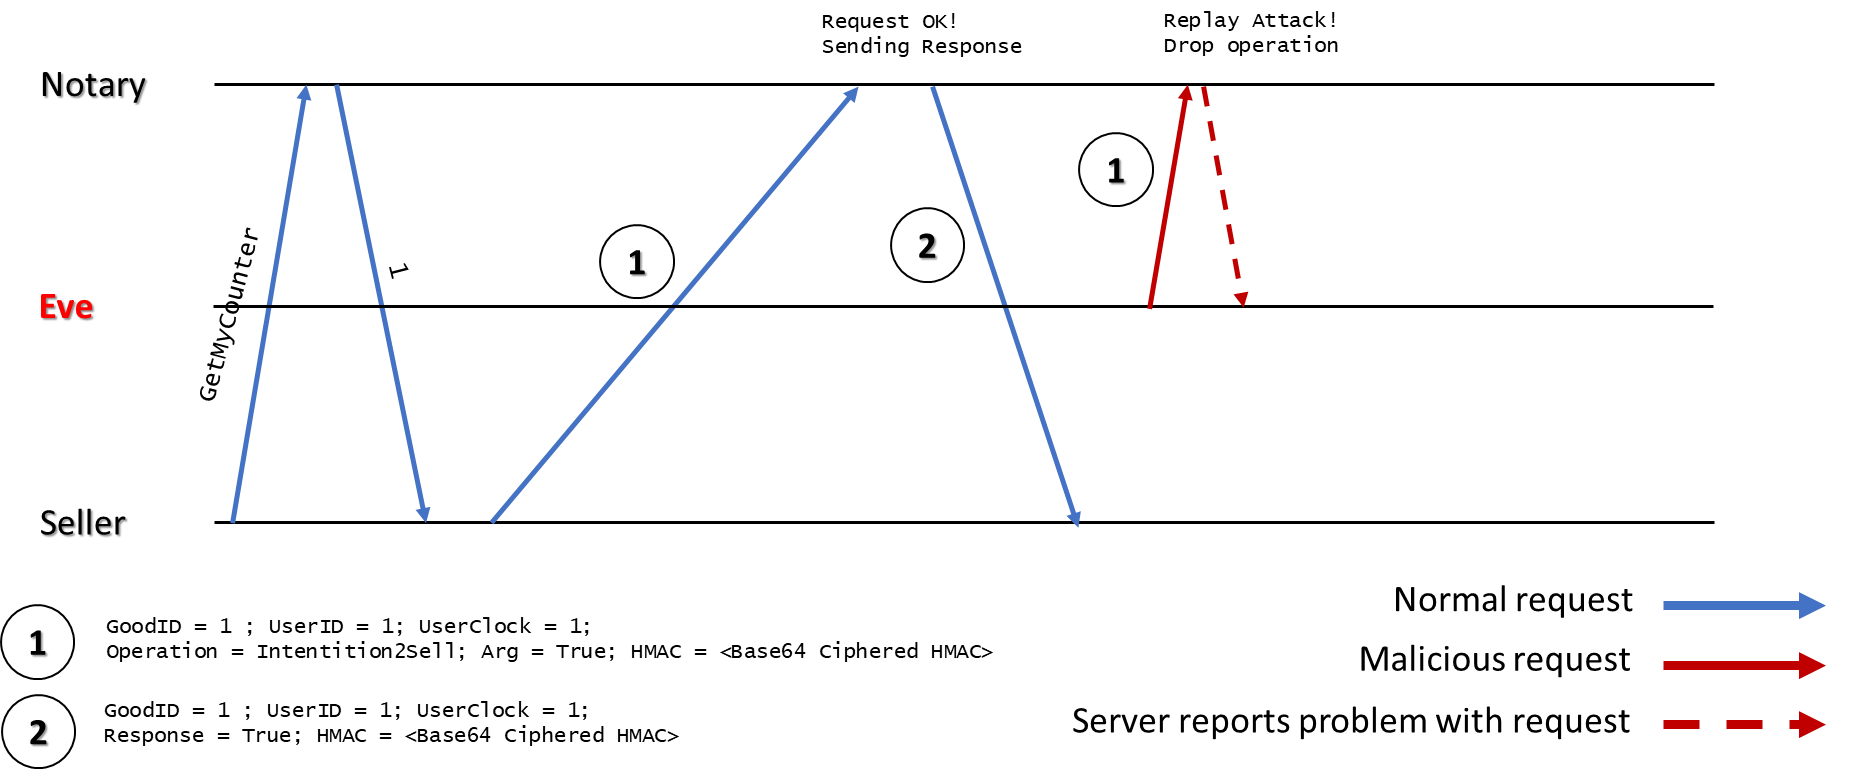 Request OK!
Sending Response
Replay Attack!
Drop operation
Notary
1
1
2
GetMyCounter
1
1
Eve
Seller
Normal request
Malicious request
Server reports problem with request
1
GoodID = 1 ; UserID = 1; UserClock = 1;
Operation = Intentition2Sell; Arg = True; HMAC = <Base64 Ciphered HMAC>
2
GoodID = 1 ; UserID = 1; UserClock = 1;
Response = True; HMAC = <Base64 Ciphered HMAC>